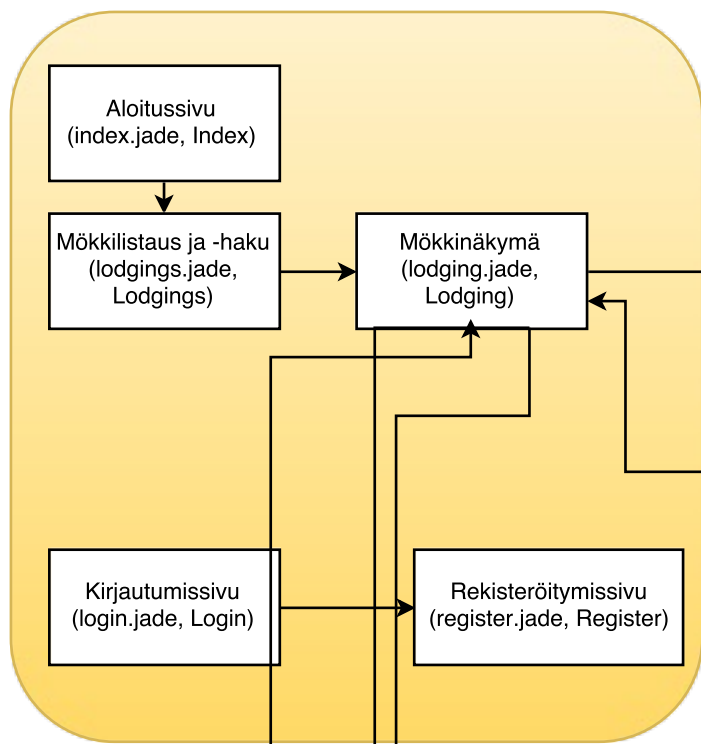 Aloitussivu
(index.jade, Index)
Mökkilistaus ja -haku
(lodgings.jade,
Lodgings)
Mökkinäkymä
(lodging.jade,
Lodging)
Kirjautumissivu
(login.jade, Login)
Rekisteröitymissivu
(register.jade, Register)